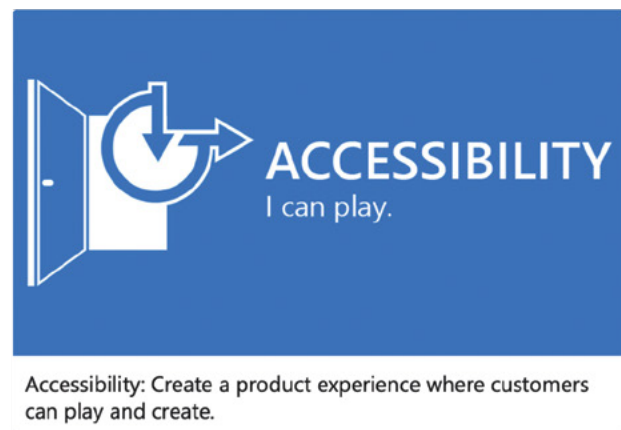 ACCESSIBILITY
I can play.
Accessibility: Create a product experience where customers
can play and create.